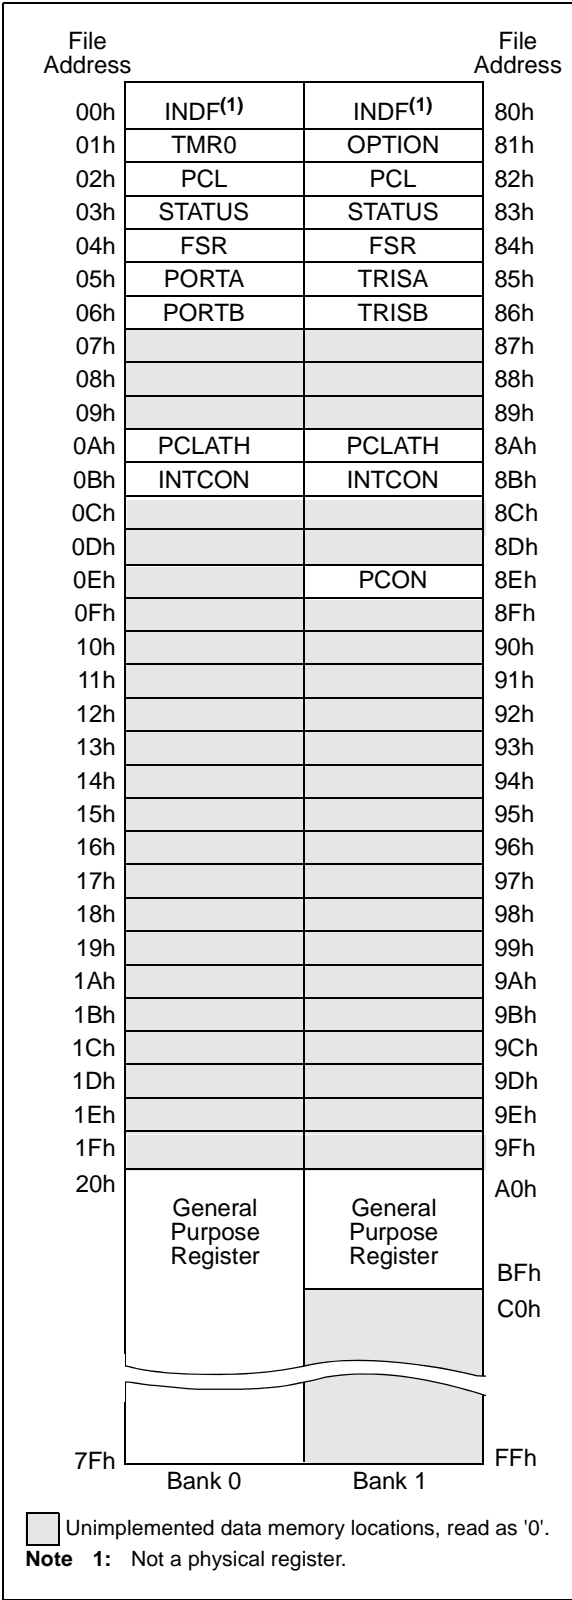 File Address File Address
00h INDF(1) INDF(1) 80h
01h TMR0 OPTION 81h
02h PCL PCL 82h
03h STATUS STATUS 83h
04h FSR FSR 84h
05h PORTA TRISA 85h
06h PORTB TRISB 86h
07h 87h
08h 88h
09h 89h
0Ah PCLATH PCLATH 8Ah
0Bh INTCON INTCON 8Bh
0Ch 8Ch
0Dh 8Dh
0Eh PCON 8Eh
0Fh 8Fh
10h 90h
11h 91h
12h 92h
13h 93h
14h 94h
15h 95h
16h 96h
17h 97h
18h 98h
19h 99h
1Ah 9Ah
1Bh 9Bh
1Ch 9Ch
1Dh 9Dh
1Eh 9Eh
1Fh 9Fh
20h A0h
General General
Purpose Purpose
Register Register
BFh
C0h
7Fh FFh
Bank 0 Bank 1
Unimplemented data memory locations, read as '0'.
Note 1: Not a physical register.